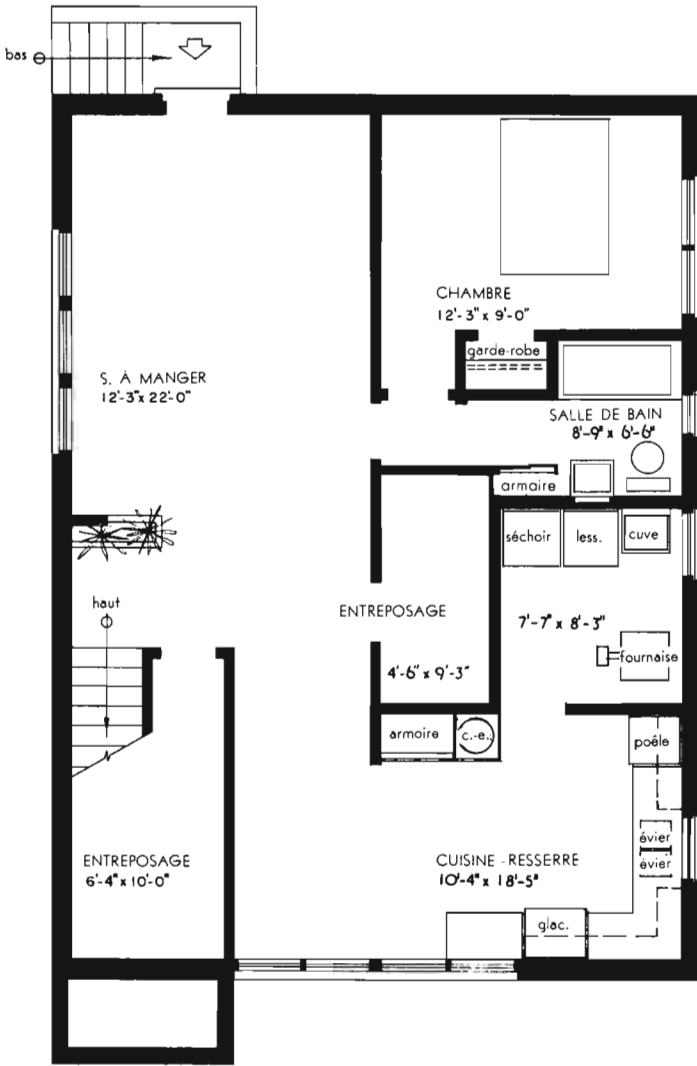 bas
CHAMBRE
12'-3" x 9'-0"
garde-robe
S. À MANGER
12'-3" x 22'-0"
SALLE DE BAIN
8'-9" x 6'-6"
armoire
séchoir
less.
cuve
haut
ENTREPOSAGE
4'-6" x 9'-3"
7'-7" x 8'-3"
fournaise
armoire
c.-e.
poêle
évier
évier
ENTREPOSAGE
6'-4" x 10'-0"
CUISINE - RESSERRE
10'-4" x 18'-5"
glac.